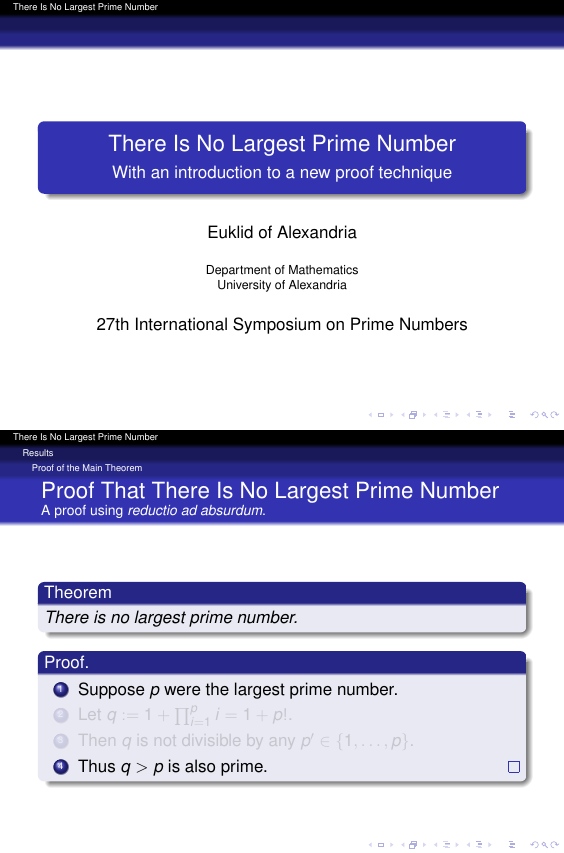 There Is No Largest Prime Number
There Is No Largest Prime Number
With an introduction to a new proof technique
Euklid of Alexandria
Department of Mathematics
University of Alexandria
27th International Symposium on Prime Numbers
There Is No Largest Prime Number
Results
Proof of the Main Theorem
Proof That There Is No Largest Prime Number
A proof using reductio ad absurdum.
Theorem
There is no largest prime number.
Proof.
1 Suppose p were the largest prime number.
2 Let q := 1 + ∏ᵖᵢ₌₁ i = 1 + p!.
3 Then q is not divisible by any p′ ∈ {1, . . . , p}.
4 Thus q > p is also prime.